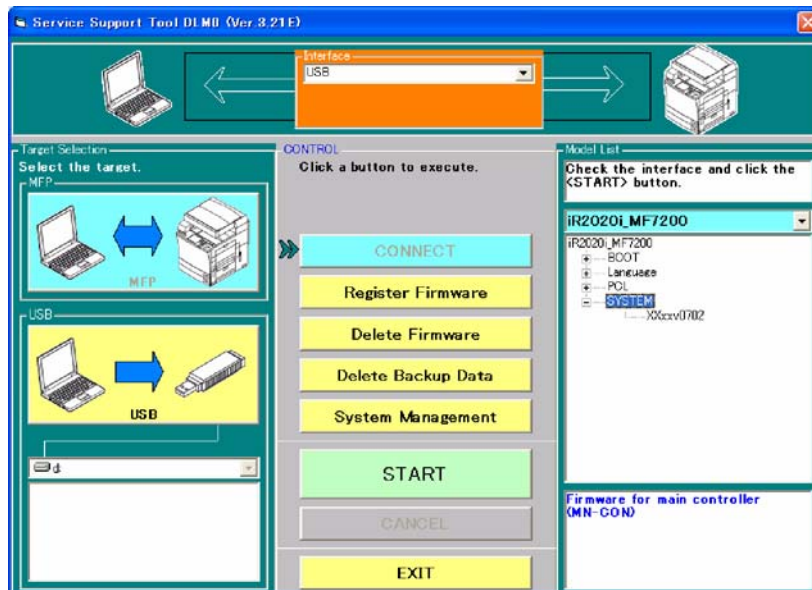 Service Support Tool DLM0 (Ver.3.21E)
Interface
USB
Target Selection
Select the target.
MFP
MFP
USB
USB
d:
CONTROL
Click a button to execute.
CONNECT
Register Firmware
Delete Firmware
Delete Backup Data
System Management
START
CANCEL
EXIT
Model List
Check the interface and click the
<START> button.
iR2020i_MF7200
iR2020i_MF7200
BOOT
Language
PCL
SYSTEM
XXxxv0702
Firmware for main controller
(MN-CON)